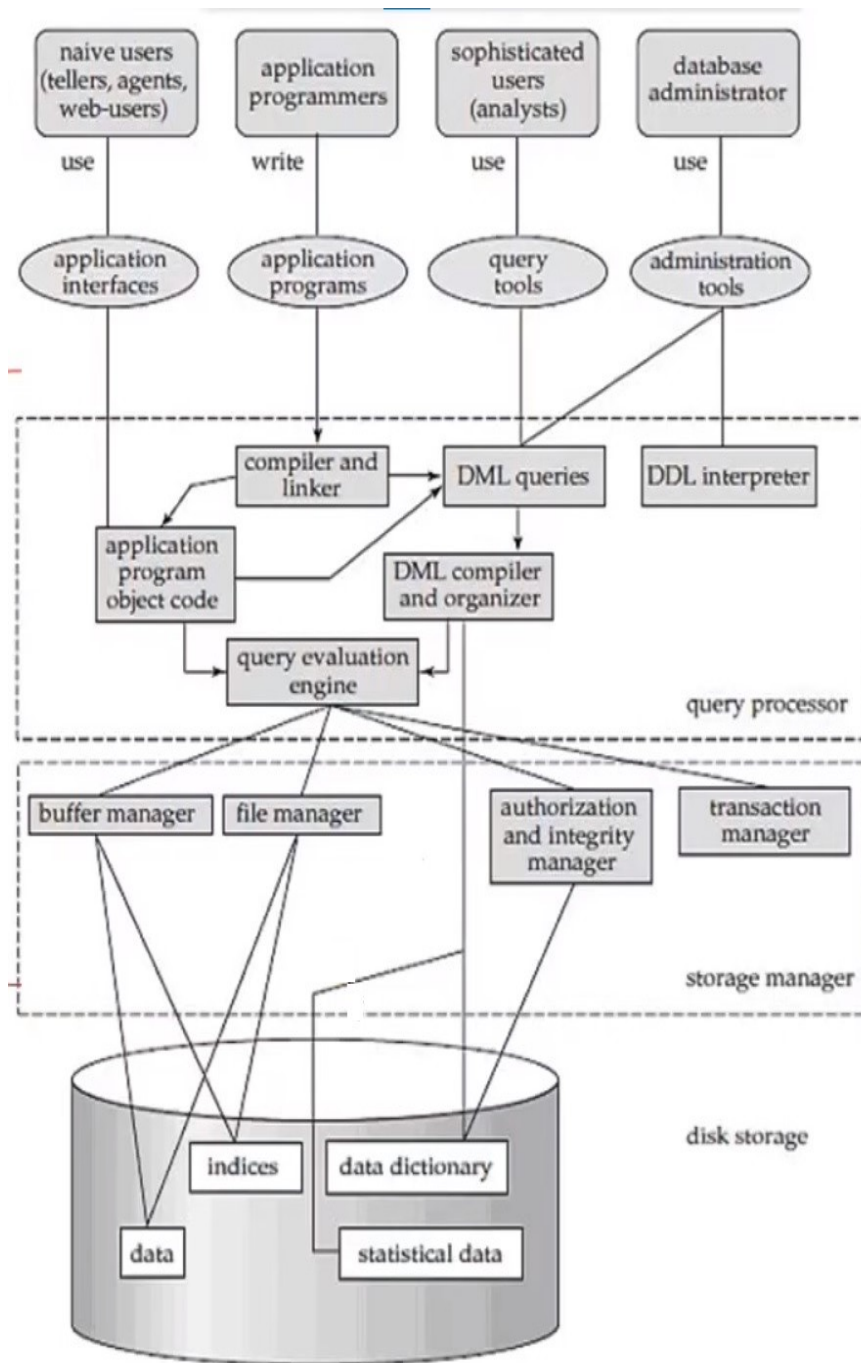 naive users
(tellers, agents,
web-users)
application
programmers
sophisticated
users
(analysts)
database
administrator
use
write
use
use
application
interfaces
application
programs
query
tools
administration
tools
compiler and
linker
DML queries
DDL interpreter
application
program
object code
DML compiler
and organizer
query evaluation
engine
query processor
buffer manager
file manager
authorization
and integrity
manager
transaction
manager
storage manager
disk storage
indices
data dictionary
data
statistical data